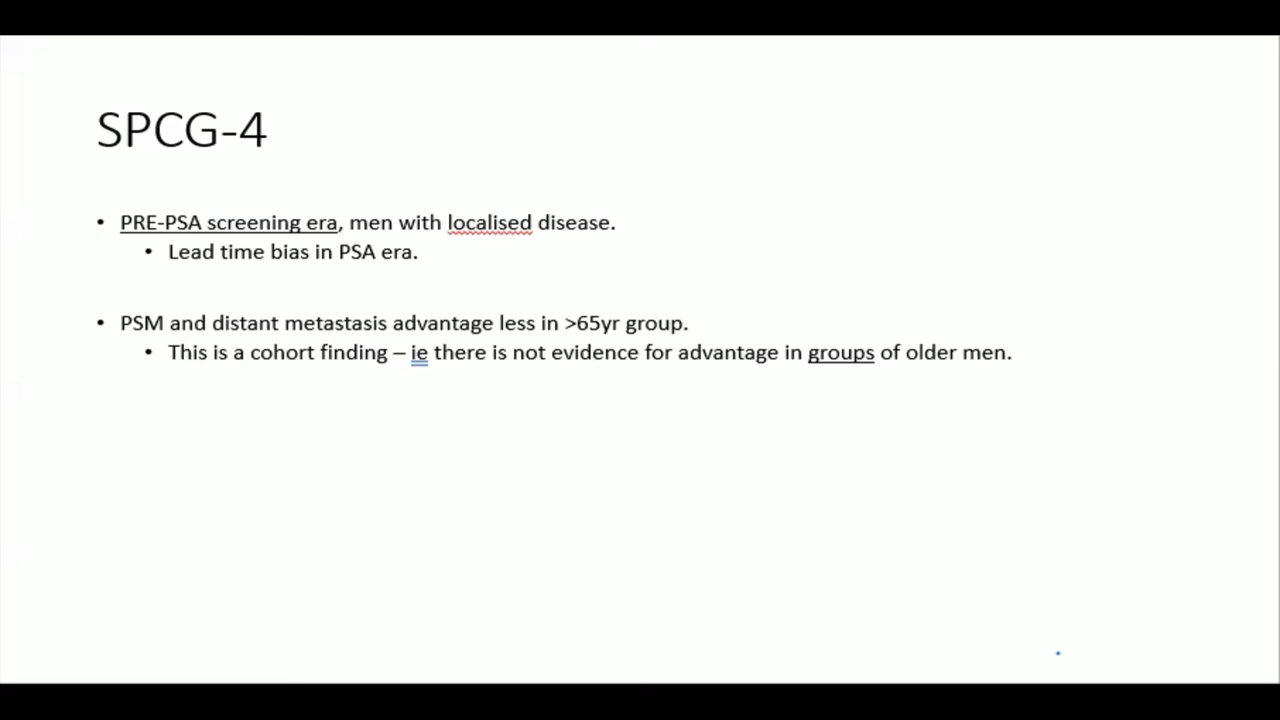 SPCG-4
• PRE-PSA screening era, men with localised disease.
• Lead time bias in PSA era.
• PSM and distant metastasis advantage less in >65yr group.
• This is a cohort finding – ie there is not evidence for advantage in groups of older men.